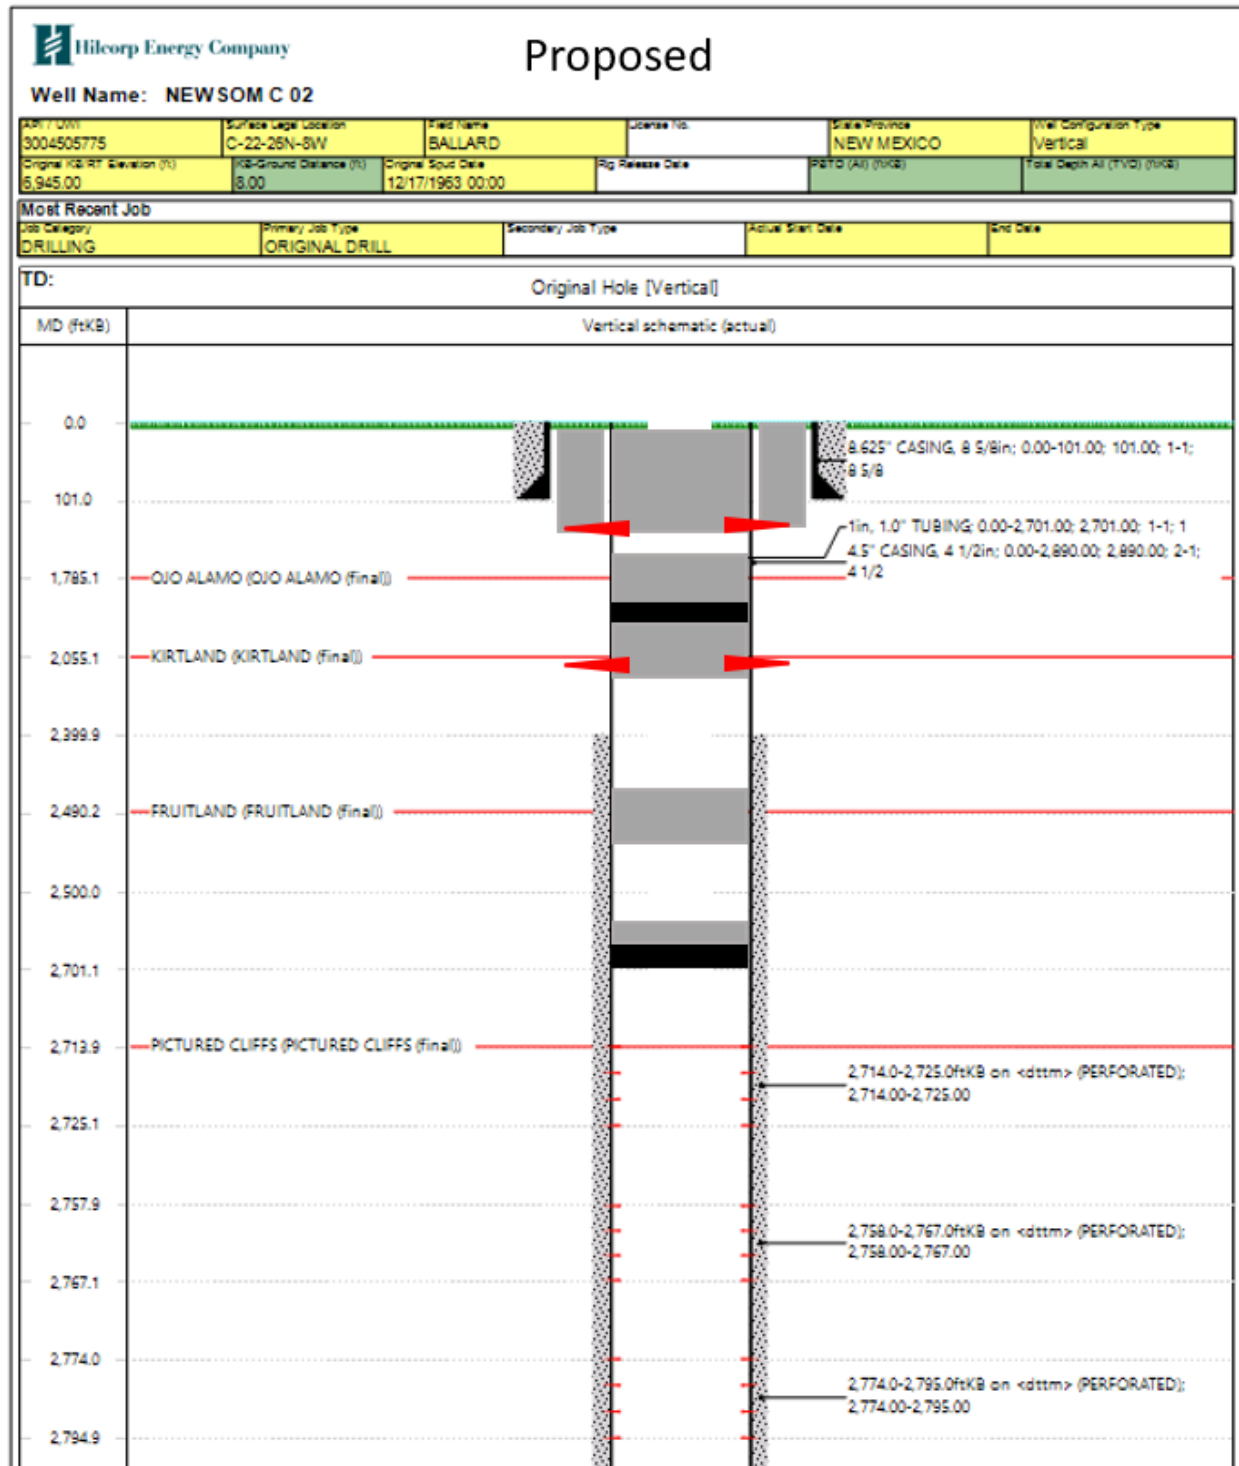 Hilcorp Energy Company
Proposed
Well Name: NEWSOM C 02
API / UWI Surface Legal Location Field Name License No. State/Province Well Configuration Type
3004505775 C-22-26N-8W BALLARD NEW MEXICO Vertical
Original KB/RT Elevation (ft) KB-Ground Distance (ft) Original Spud Date Rig Release Date PBTD (All) (ftKB) Total Depth All (TVD) (ftKB)
6,945.00 8.00 12/17/1963 00:00
Most Recent Job
Job Category Primary Job Type Secondary Job Type Actual Start Date End Date
DRILLING ORIGINAL DRILL
TD:
Original Hole [Vertical]
MD (ftKB) Vertical schematic (actual)
0.0
8.625" CASING, 8 5/8in; 0.00-101.00; 101.00; 1-1;
8 5/8
101.0
1in, 1.0" TUBING; 0.00-2,701.00; 2,701.00; 1-1; 1
4.5" CASING, 4 1/2in; 0.00-2,890.00; 2,890.00; 2-1;
4 1/2
1,785.1 OJO ALAMO (OJO ALAMO (final))
2,055.1 KIRTLAND (KIRTLAND (final))
2,399.9
2,490.2 FRUITLAND (FRUITLAND (final))
2,500.0
2,701.1
2,713.9 PICTURED CLIFFS (PICTURED CLIFFS (final))
2,714.0-2,725.0ftKB on <dttm> (PERFORATED);
2,714.00-2,725.00
2,725.1
2,757.9
2,758.0-2,767.0ftKB on <dttm> (PERFORATED);
2,758.00-2,767.00
2,767.1
2,774.0
2,774.0-2,795.0ftKB on <dttm> (PERFORATED);
2,774.00-2,795.00
2,794.9